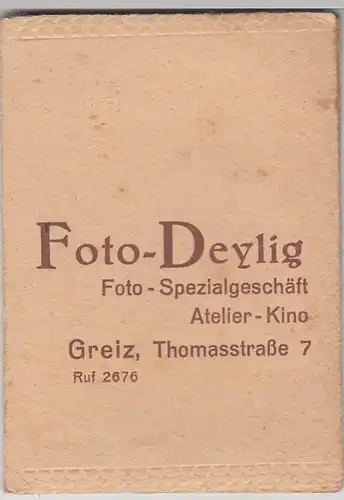 Foto-Deylig
Foto - Spezialgeschäft
Atelier - Kino
Greiz, Thomasstraße 7
Ruf 2676